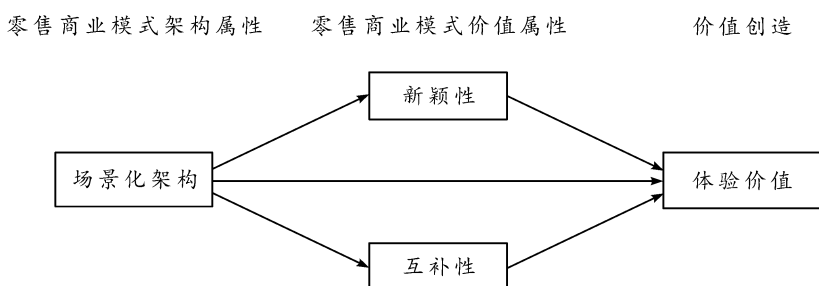 零售商业模式架构属性 零售商业模式价值属性 价值创造
新颖性
场景化架构
体验价值
互补性